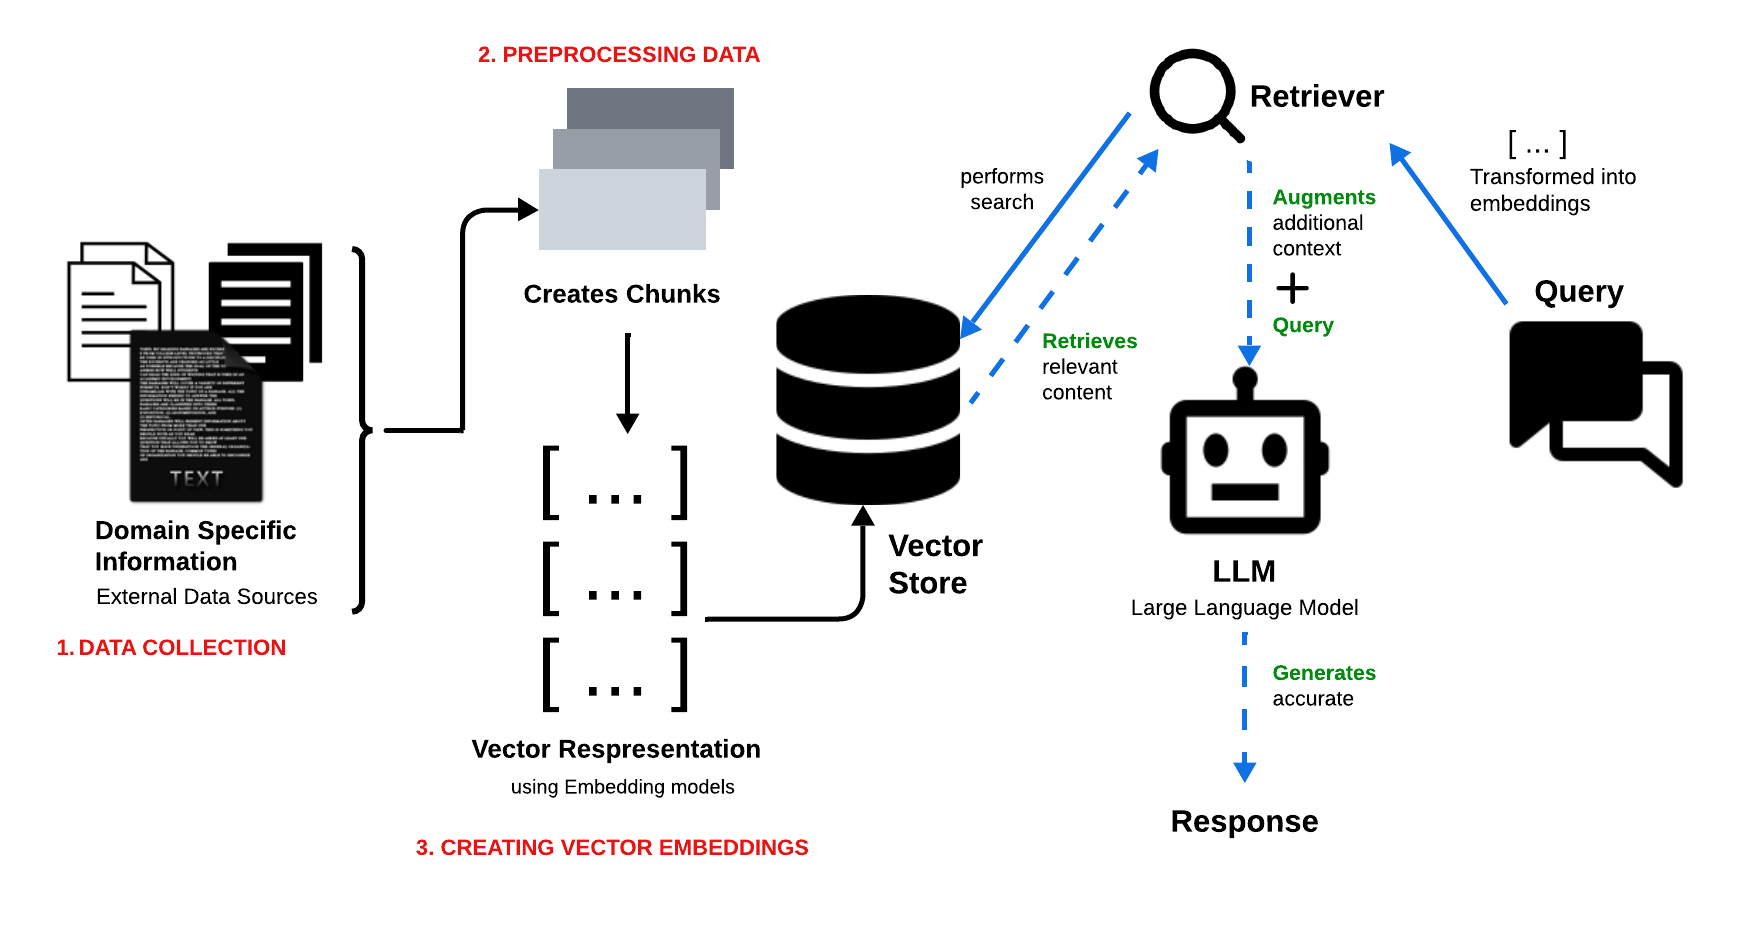 2. PREPROCESSING DATA
Retriever
[ ... ]
Transformed into
embeddings
performs
search
Augments
additional
context
+
Query
Query
Creates Chunks
Retrieves
relevant
content
TEXT
[ ... ]
[ ... ]
[ ... ]
Domain Specific
Information
External Data Sources
1. DATA COLLECTION
Vector
Store
LLM
Large Language Model
Generates
accurate
Vector Respresentation
using Embedding models
Response
3. CREATING VECTOR EMBEDDINGS